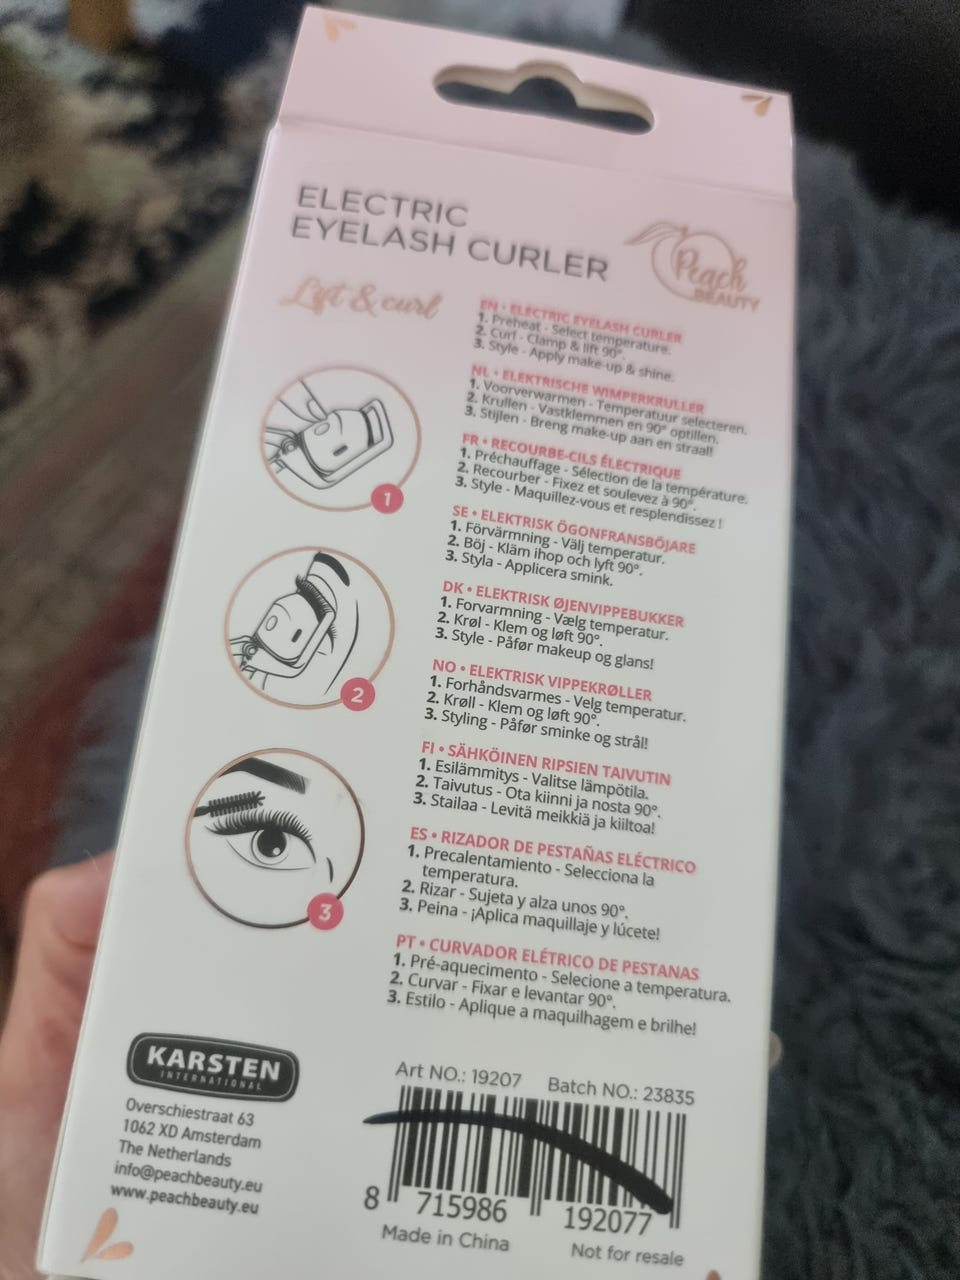 ELECTRIC
EYELASH CURLER
Peach
BEAUTY
Lift & curl
EN • ELECTRIC EYELASH CURLER
1. Preheat - Select temperature.
2. Curl - Clamp & lift 90°.
3. Style - Apply make-up & shine.
NL • ELEKTRISCHE WIMPERKRULLER
1. Voorverwarmen - Temperatuur selecteren.
2. Krullen - Vastklemmen en 90° optillen.
3. Stijlen - Breng make-up aan en straal!
FR • RECOURBE-CILS ÉLECTRIQUE
1. Préchauffage - Sélection de la température.
2. Recourber - Fixez et soulevez à 90°.
3. Style - Maquillez-vous et resplendissez !
SE • ELEKTRISK ÖGONFRANSBÖJARE
1. Förvärmning - Välj temperatur.
2. Böj - Kläm ihop och lyft 90°.
3. Styla - Applicera smink.
DK • ELEKTRISK ØJENVIPPEBUKKER
1. Forvarmning - Vælg temperatur.
2. Krøl - Klem og løft 90°.
3. Style - Påfør makeup og glans!
NO • ELEKTRISK VIPPEKRØLLER
1. Forhåndsvarmes - Velg temperatur.
2. Krøll - Klem og løft 90°.
3. Styling - Påfør sminke og strål!
FI • SÄHKÖINEN RIPSIEN TAIVUTIN
1. Esilämmitys - Valitse lämpötila.
2. Taivutus - Ota kiinni ja nosta 90°.
3. Stailaa - Levitä meikkiä ja kiiltoa!
ES • RIZADOR DE PESTAÑAS ELÉCTRICO
1. Precalentamiento - Selecciona la
temperatura.
2. Rizar - Sujeta y alza unos 90°.
3. Peina - ¡Aplica maquillaje y lúcete!
PT • CURVADOR ELÉTRICO DE PESTANAS
1. Pré-aquecimento - Selecione a temperatura.
2. Curvar - Fixar e levantar 90°.
3. Estilo - Aplique a maquilhagem e brilhe!
1
2
3
KARSTEN
INTERNATIONAL
Overschiestraat 63
1062 XD Amsterdam
The Netherlands
info@peachbeauty.eu
www.peachbeauty.eu
Art NO.: 19207 Batch NO.: 23835
8 715986 192077
Made in China Not for resale